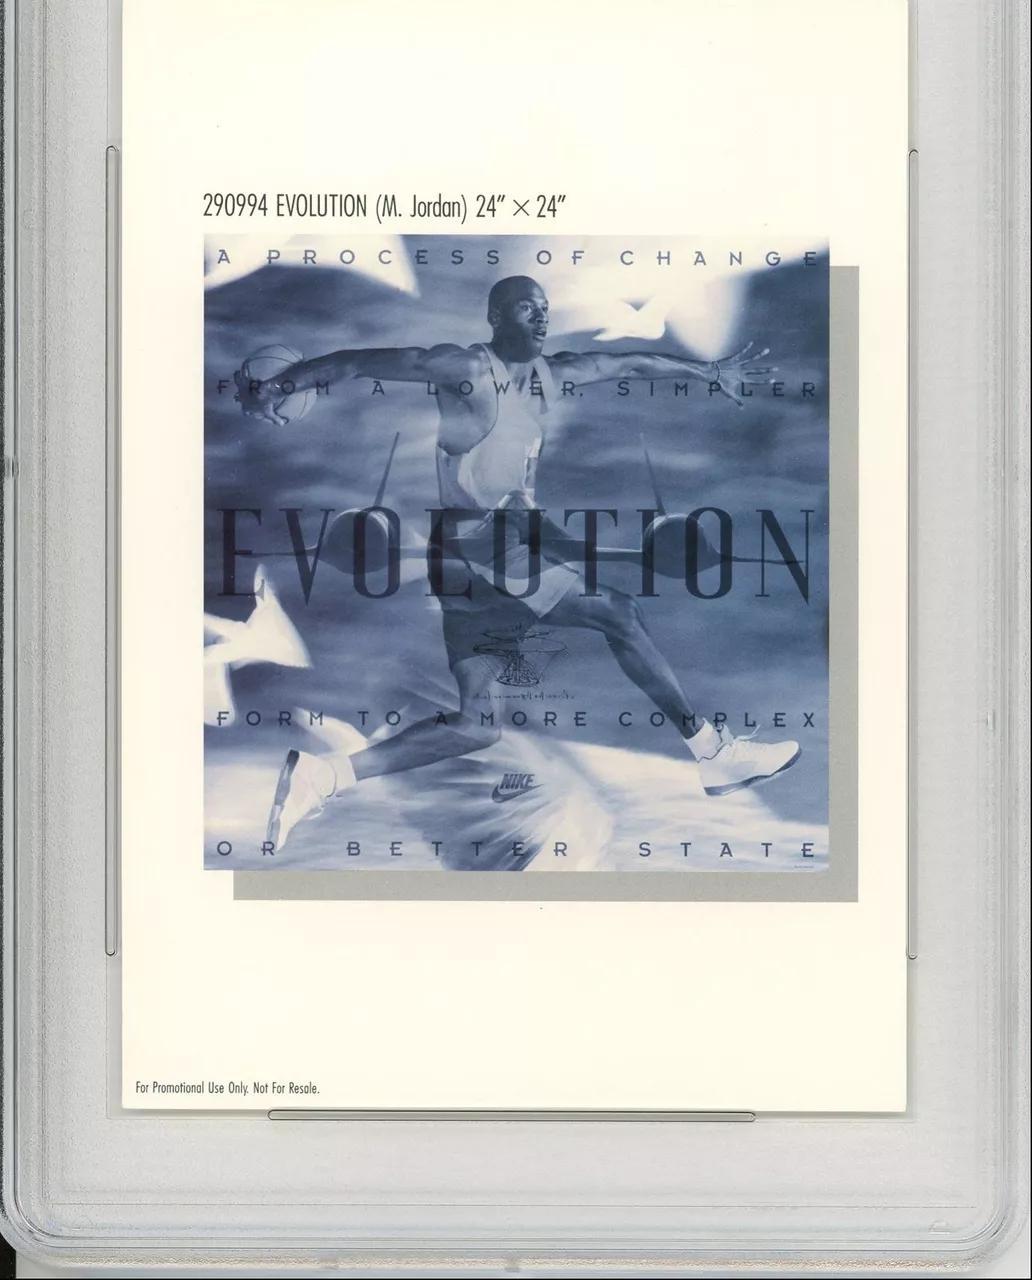 290994 EVOLUTION (M. Jordan) 24" × 24"
A PROCESS OF CHANGE
FROM A LOWER, SIMPLER
EVOLUTION
FORM TO A MORE COMPLEX
NIKE
OR BETTER STATE
For Promotional Use Only. Not For Resale.